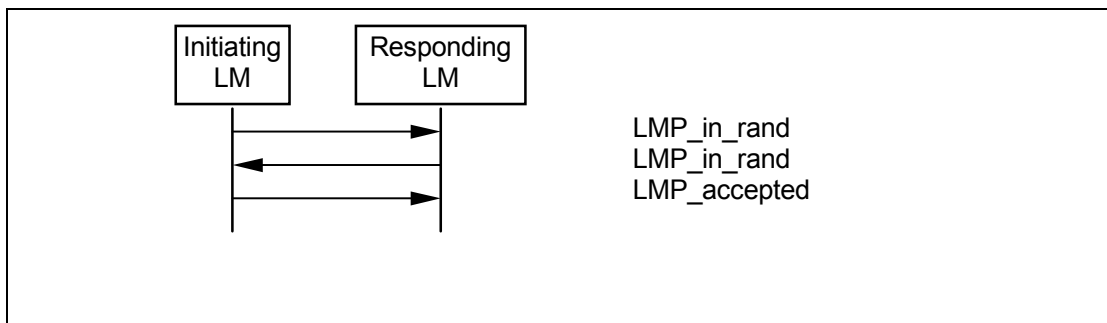 Initiating
LM
Responding
LM
LMP_in_rand
LMP_in_rand
LMP_accepted